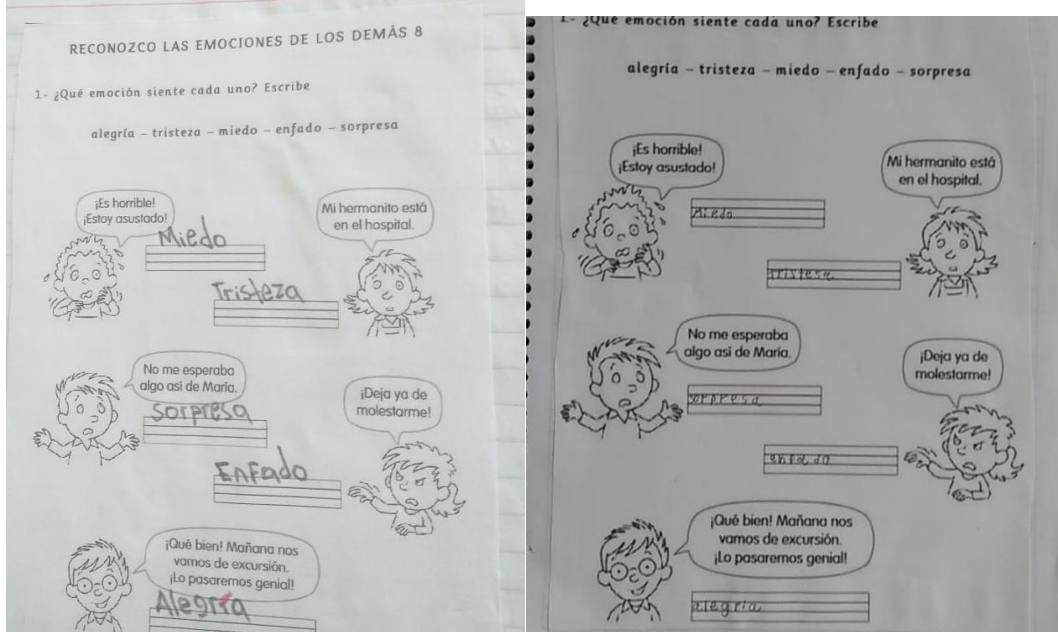 RECONOZCO LAS EMOCIONES DE LOS DEMÁS 8
1- ¿Qué emoción siente cada uno? Escribe
alegría - tristeza - miedo - enfado - sorpresa
¡Es horrible!
¡Estoy asustado!
Miedo
Mi hermanito está
en el hospital.
Tristeza
No me esperaba
algo así de María.
Sorpresa
¡Deja ya de
molestarme!
Enfado
¡Qué bien! Mañana nos
vamos de excursión.
¡Lo pasaremos genial!
Alegría
1- ¿Qué emoción siente cada uno? Escribe
alegría - tristeza - miedo - enfado - sorpresa
¡Es horrible!
¡Estoy asustado!
Miedo
Mi hermanito está
en el hospital.
tristesa
No me esperaba
algo así de María.
sorpresa
¡Deja ya de
molestarme!
enfado
¡Qué bien! Mañana nos
vamos de excursión.
¡Lo pasaremos genial!
alegria